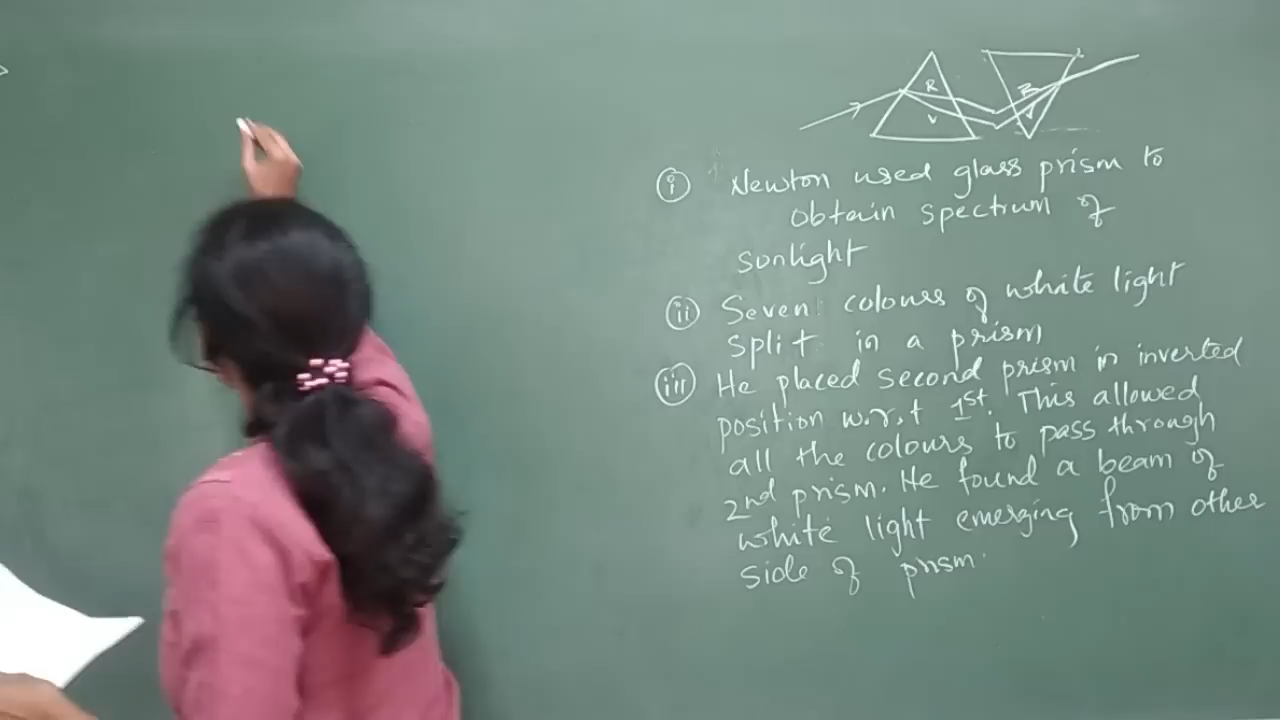 R R
V V
(i) Newton used glass prism to
obtain spectrum of
sunlight
(ii) Seven colours of white light
split in a prism
(iii) He placed second prism in inverted
position w.r.t 1st. This allowed
all the colours to pass through
2nd prism. He found a beam of
white light emerging from other
side of prism.